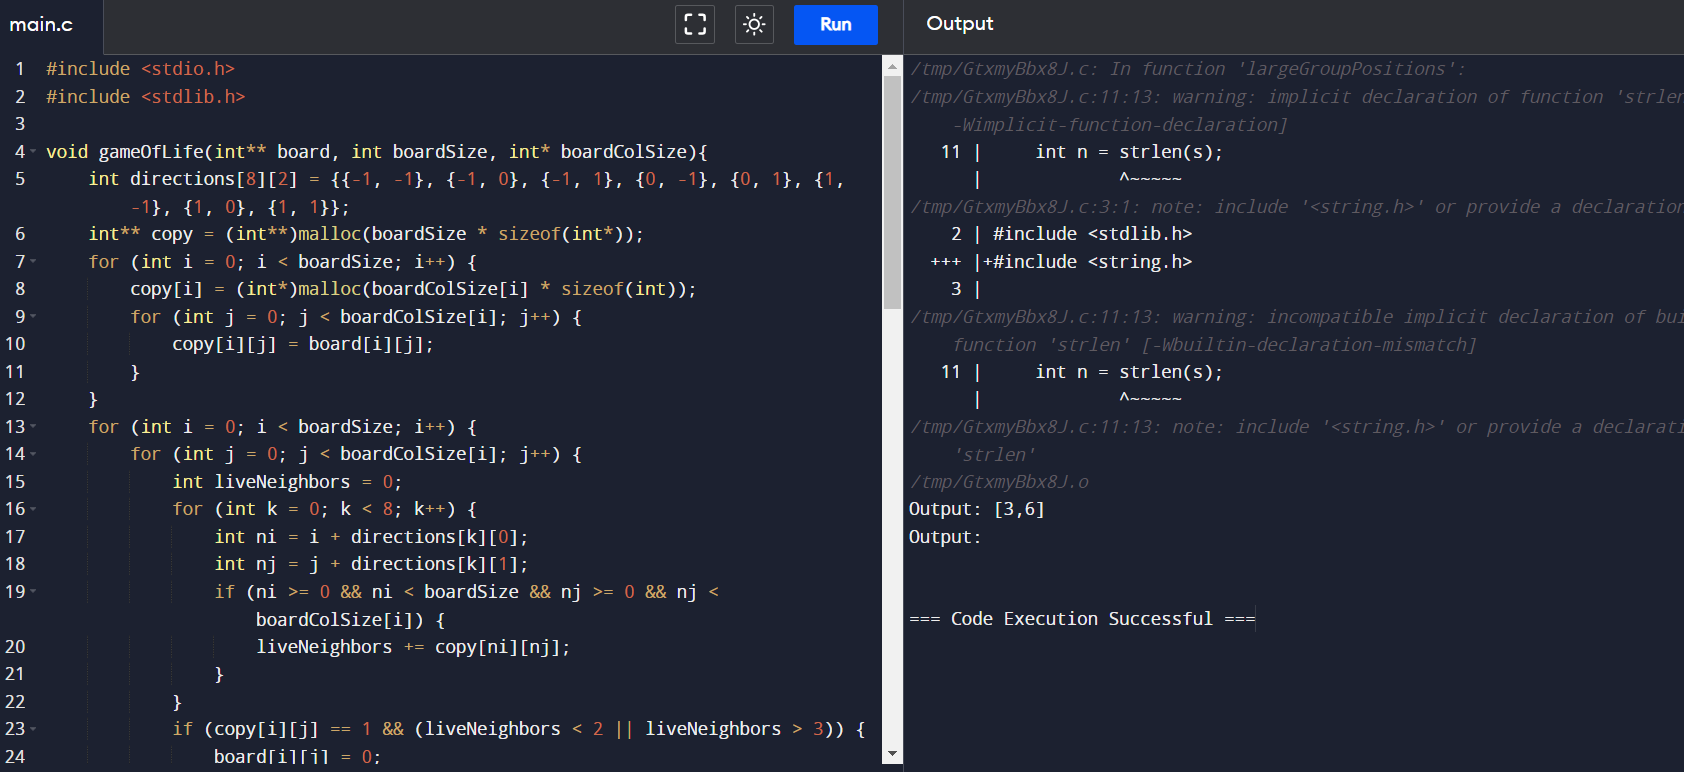 main.c
Run
Output
1 #include <stdio.h>
2 #include <stdlib.h>
3
4 void gameOfLife(int** board, int boardSize, int* boardColSize){
5 int directions[8][2] = {{-1, -1}, {-1, 0}, {-1, 1}, {0, -1}, {0, 1}, {1,
-1}, {1, 0}, {1, 1}};
6 int** copy = (int**)malloc(boardSize * sizeof(int*));
7 for (int i = 0; i < boardSize; i++) {
8 copy[i] = (int*)malloc(boardColSize[i] * sizeof(int));
9 for (int j = 0; j < boardColSize[i]; j++) {
10 copy[i][j] = board[i][j];
11 }
12 }
13 for (int i = 0; i < boardSize; i++) {
14 for (int j = 0; j < boardColSize[i]; j++) {
15 int liveNeighbors = 0;
16 for (int k = 0; k < 8; k++) {
17 int ni = i + directions[k][0];
18 int nj = j + directions[k][1];
19 if (ni >= 0 && ni < boardSize && nj >= 0 && nj <
boardColSize[i]) {
20 liveNeighbors += copy[ni][nj];
21 }
22 }
23 if (copy[i][j] == 1 && (liveNeighbors < 2 || liveNeighbors > 3)) {
24 board[i][j] = 0;
/tmp/GtxmyBbx8J.c: In function 'largeGroupPositions':
/tmp/GtxmyBbx8J.c:11:13: warning: implicit declaration of function 'strlen
-Wimplicit-function-declaration]
11 | int n = strlen(s);
| ^~~~~~
/tmp/GtxmyBbx8J.c:3:1: note: include '<string.h>' or provide a declaration
2 | #include <stdlib.h>
+++ |+#include <string.h>
3 |
/tmp/GtxmyBbx8J.c:11:13: warning: incompatible implicit declaration of bui
function 'strlen' [-Wbuiltin-declaration-mismatch]
11 | int n = strlen(s);
| ^~~~~~
/tmp/GtxmyBbx8J.c:11:13: note: include '<string.h>' or provide a declarati
'strlen'
/tmp/GtxmyBbx8J.o
Output: [3,6]
Output:
=== Code Execution Successful ===